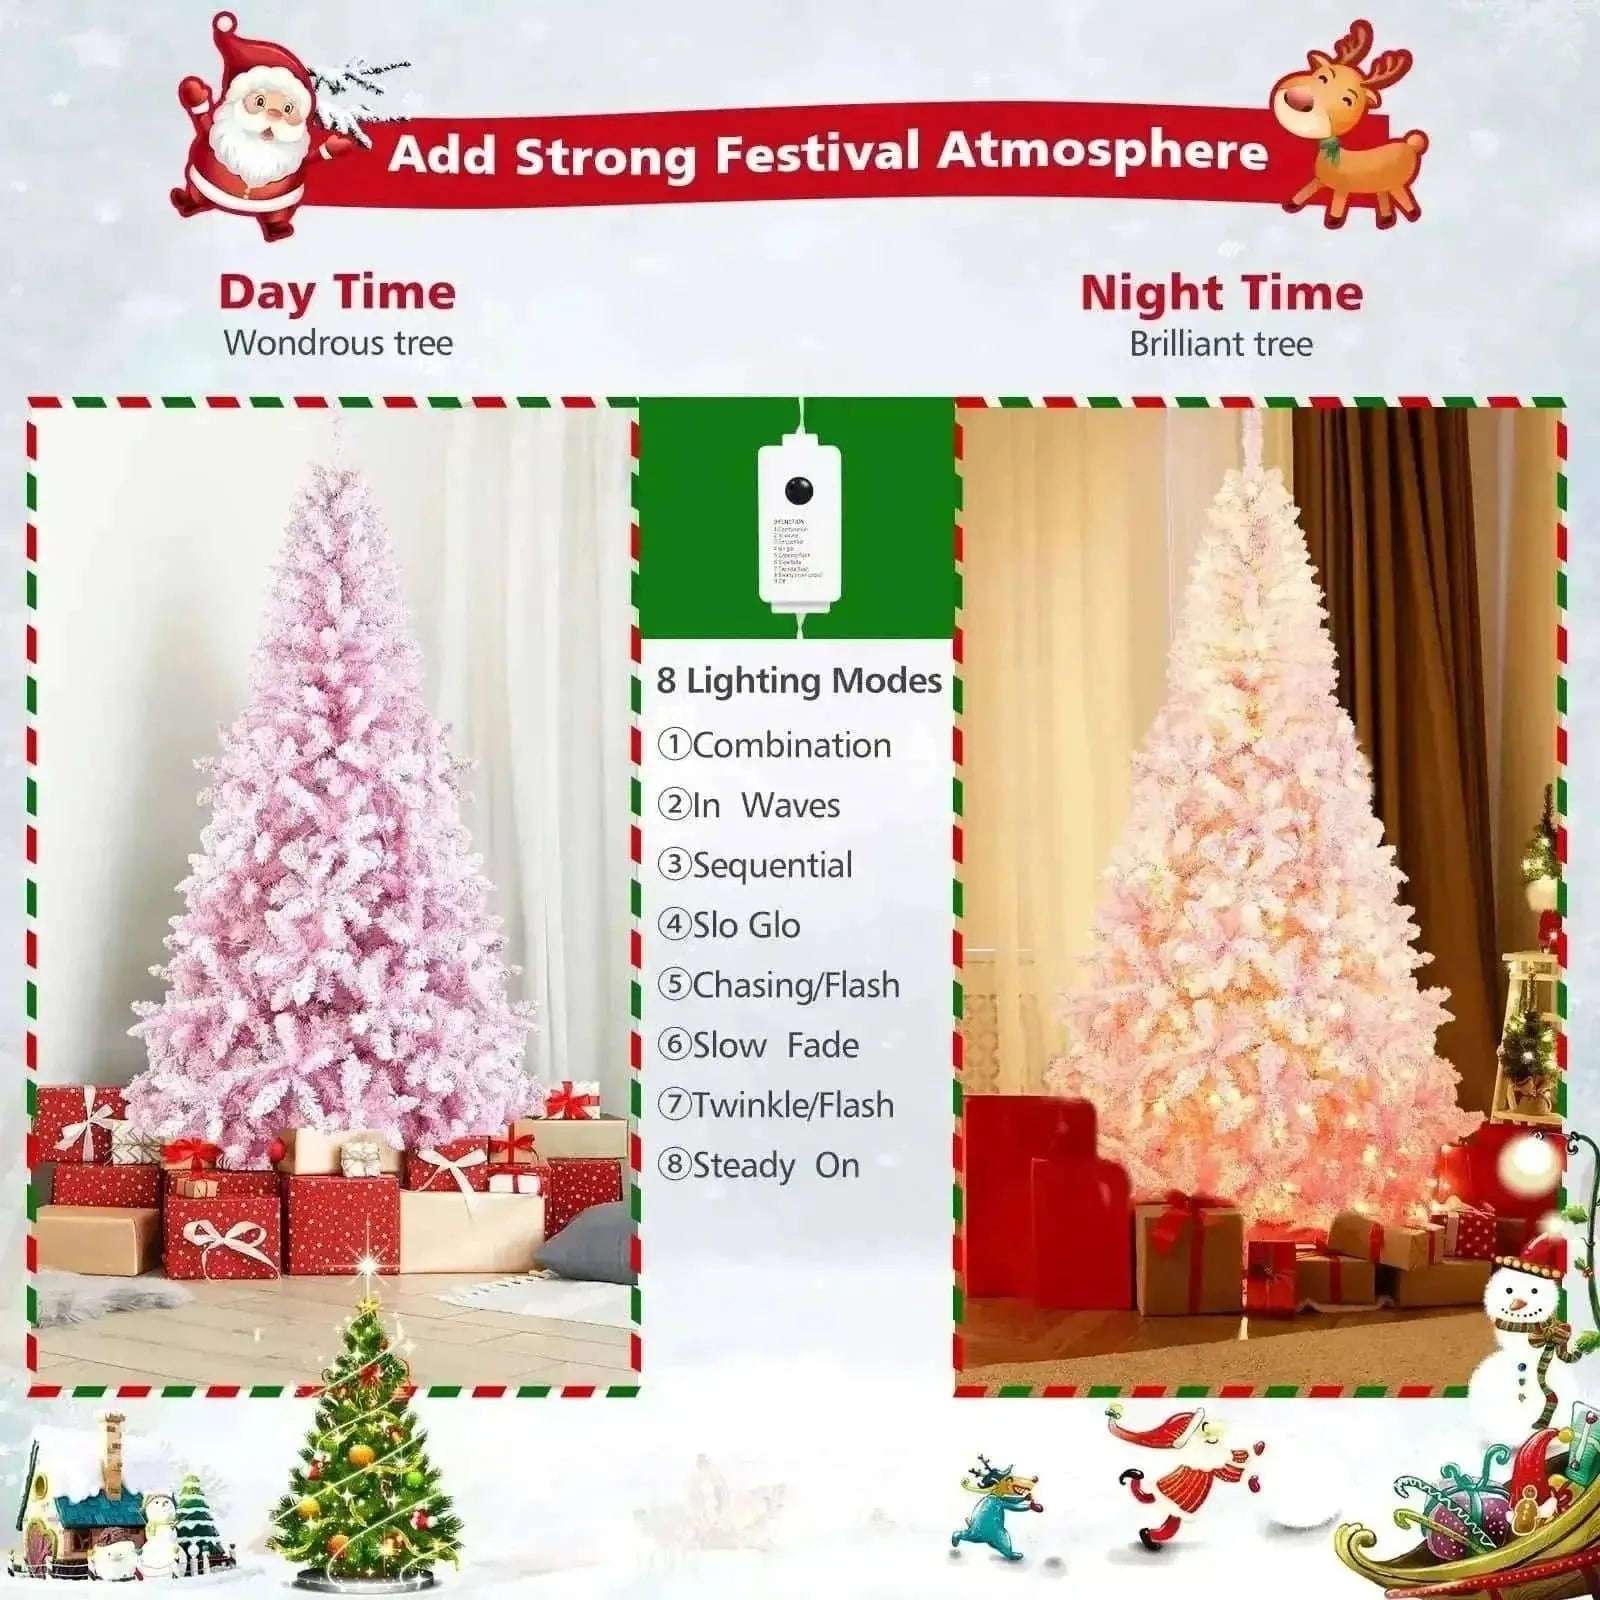 Add Strong Festival Atmosphere
Day Time
Wondrous tree
Night Time
Brilliant tree
8 Lighting Modes
①Combination
②In Waves
③Sequential
④Slo Glo
⑤Chasing/Flash
⑥Slow Fade
⑦Twinkle/Flash
⑧Steady On